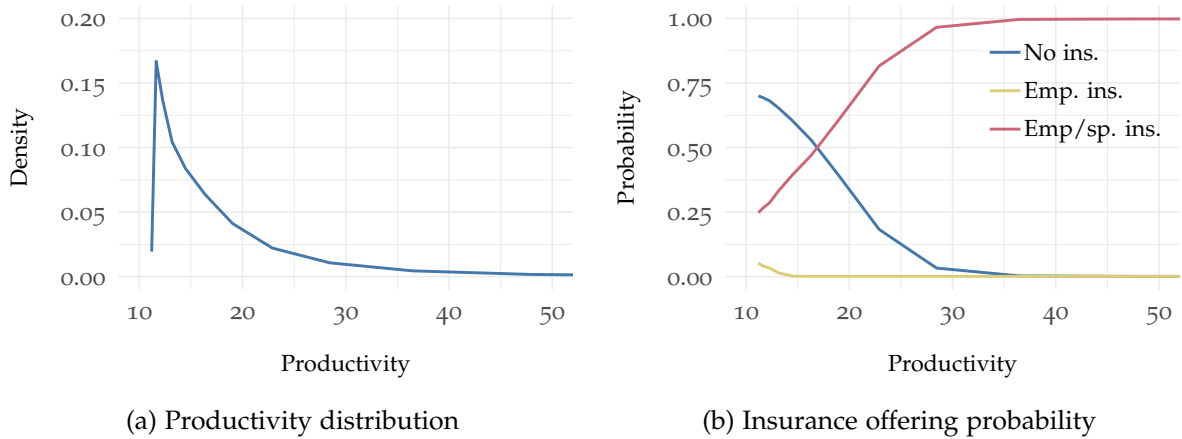 0.20
0.15
0.10
0.05
0.00
Density
10 20 30 40 50
Productivity
(a) Productivity distribution
1.00
0.75
0.50
0.25
0.00
Probability
No ins.
Emp. ins.
Emp/sp. ins.
10 20 30 40 50
Productivity
(b) Insurance offering probability